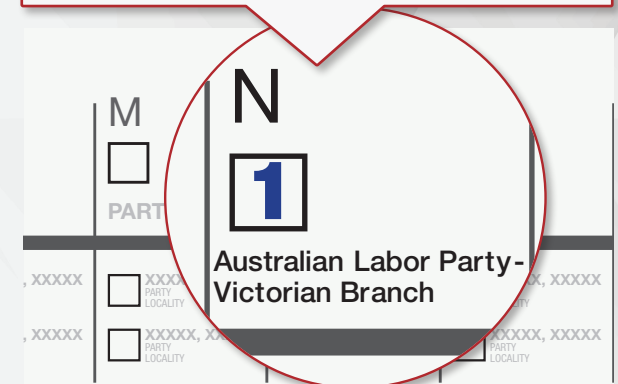 M
N
1
PART
Australian Labor Party-
Victorian Branch
, XXXXX
XXXX
PARTY
LOCALITY
X, XXXXX
LOCALITY
, XXXXX
XXXXX, XX
PARTY
LOCALITY
XXXXX, XXXXX
PARTY
LOCALITY